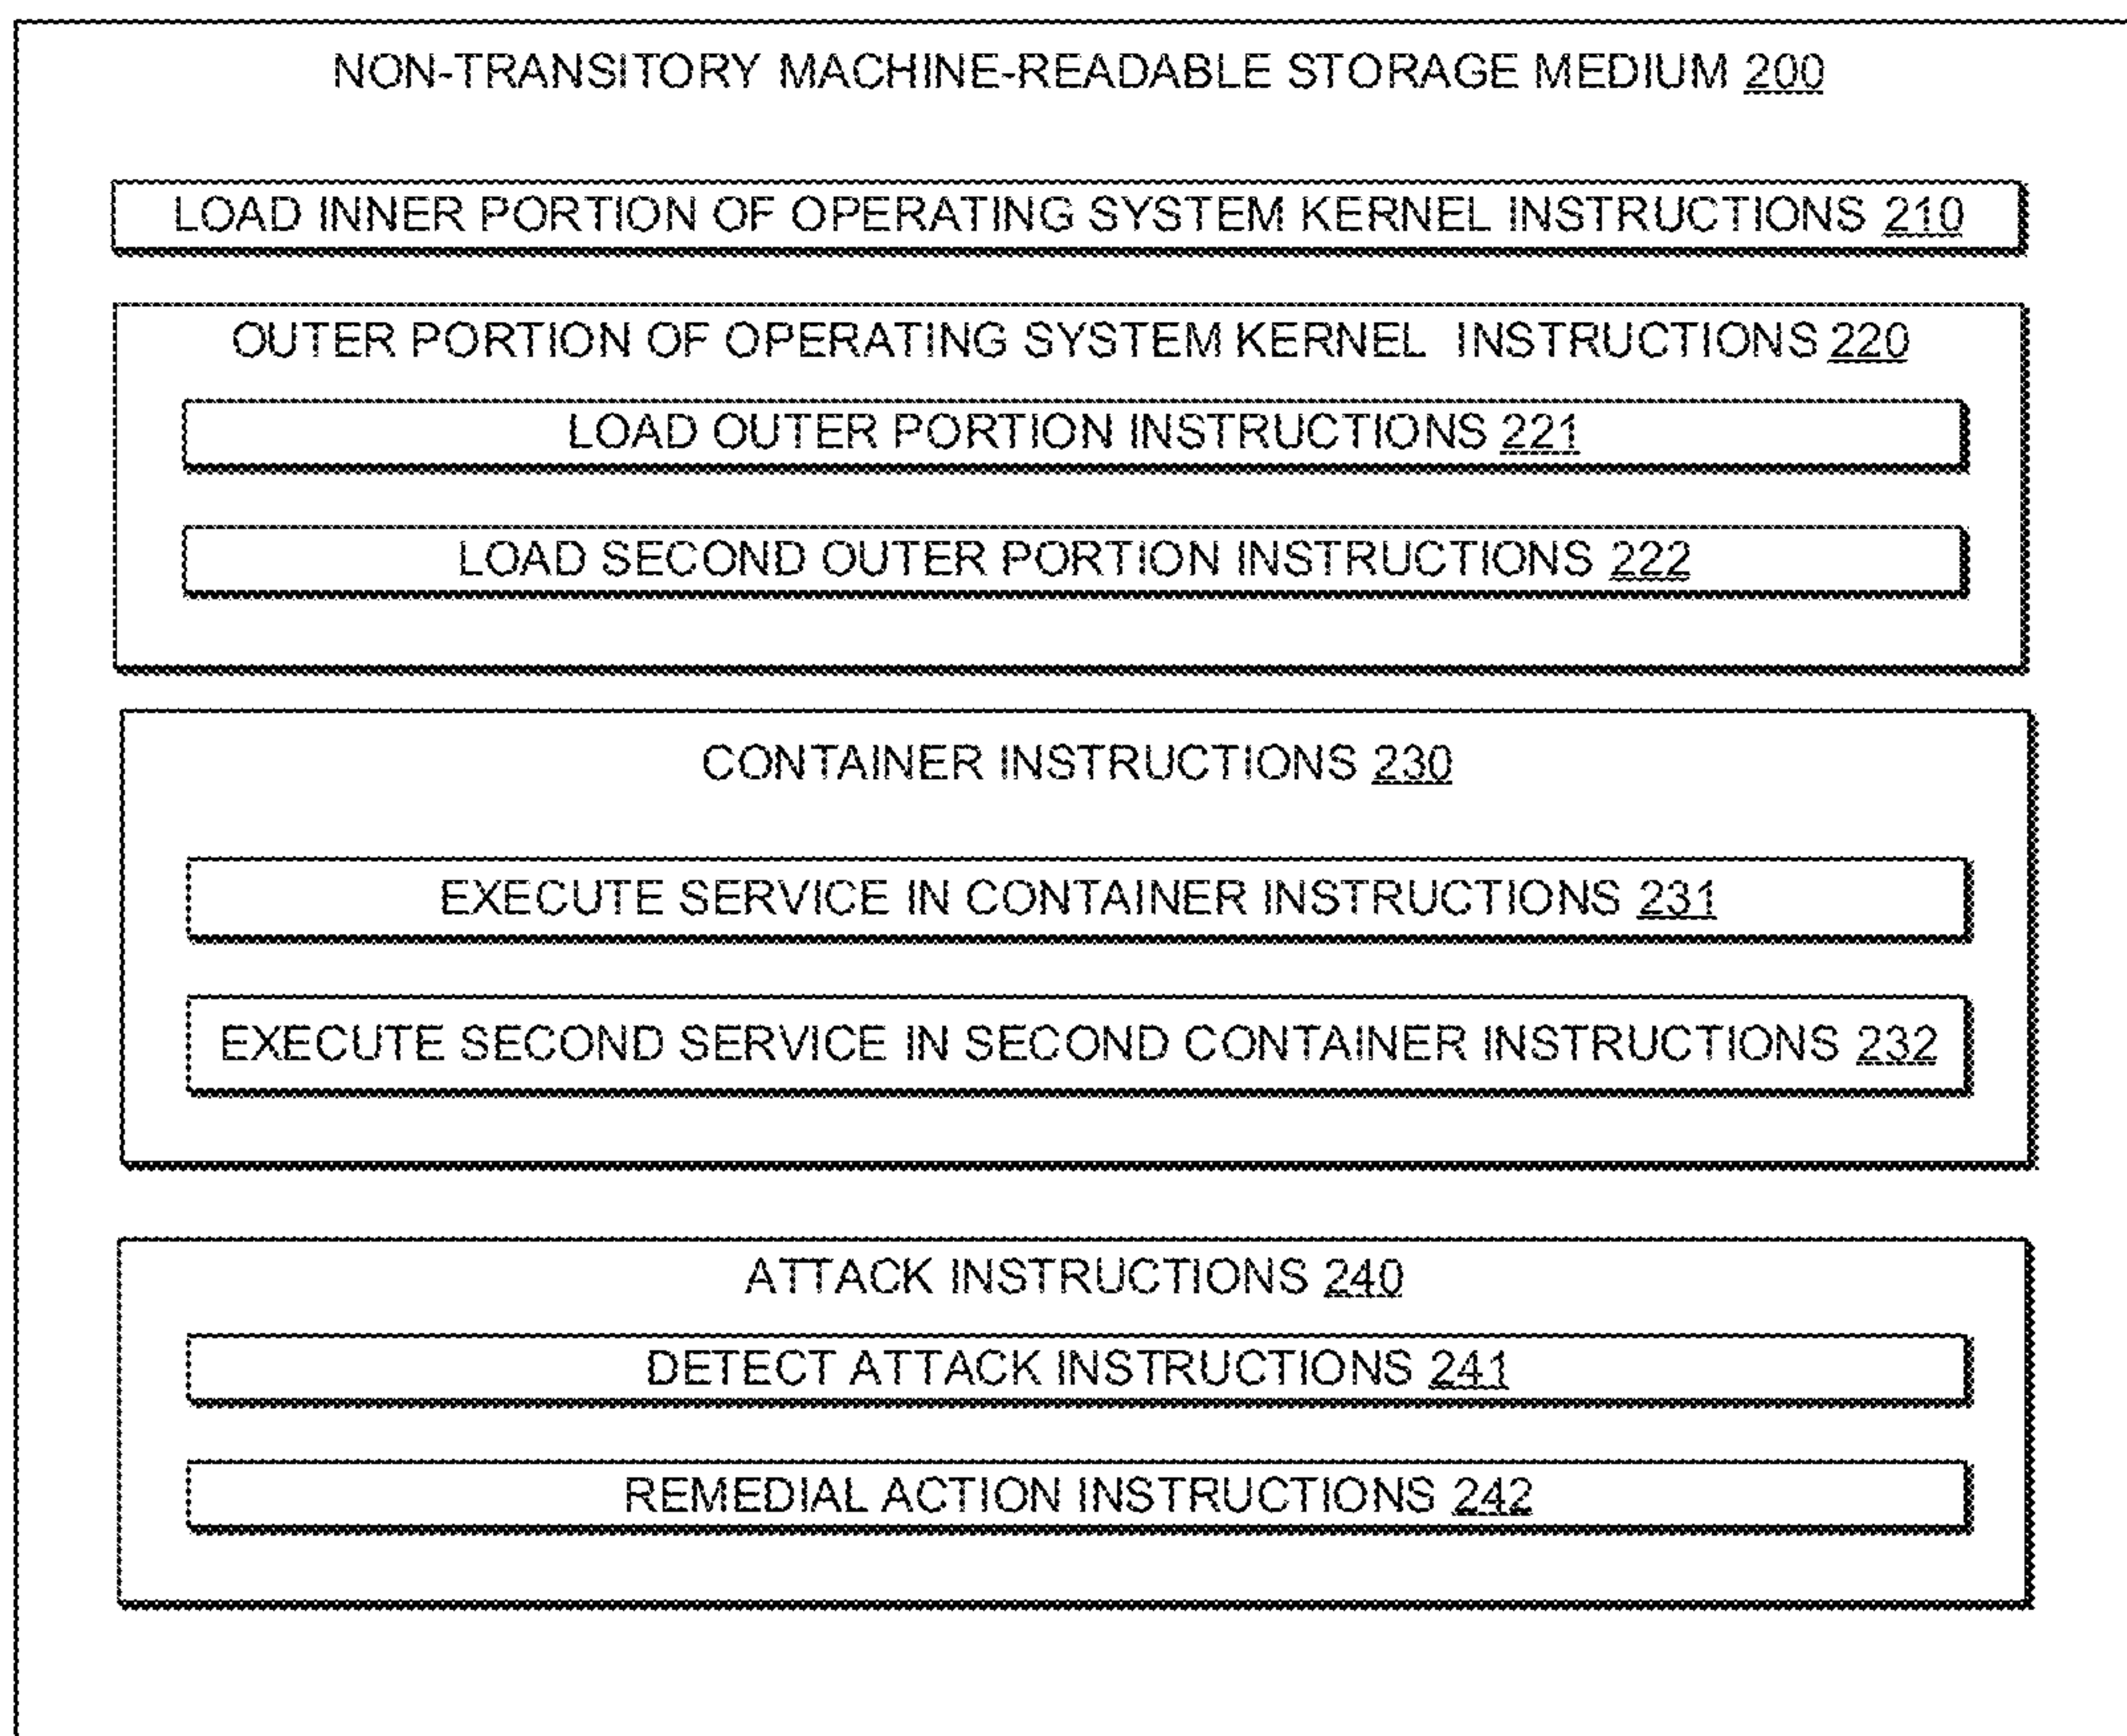 NON-TRANSITORY MACHINE-READABLE STORAGE MEDIUM 200
LOAD INNER PORTION OF OPERATING SYSTEM KERNEL INSTRUCTIONS 210
OUTER PORTION OF OPERATING SYSTEM KERNEL INSTRUCTIONS 220
LOAD OUTER PORTION INSTRUCTIONS 221
LOAD SECOND OUTER PORTION INSTRUCTIONS 222
CONTAINER INSTRUCTIONS 230
EXECUTE SERVICE IN CONTAINER INSTRUCTIONS 231
EXECUTE SECOND SERVICE IN SECOND CONTAINER INSTRUCTIONS 232
ATTACK INSTRUCTIONS 240
DETECT ATTACK INSTRUCTIONS 241
REMEDIAL ACTION INSTRUCTIONS 242